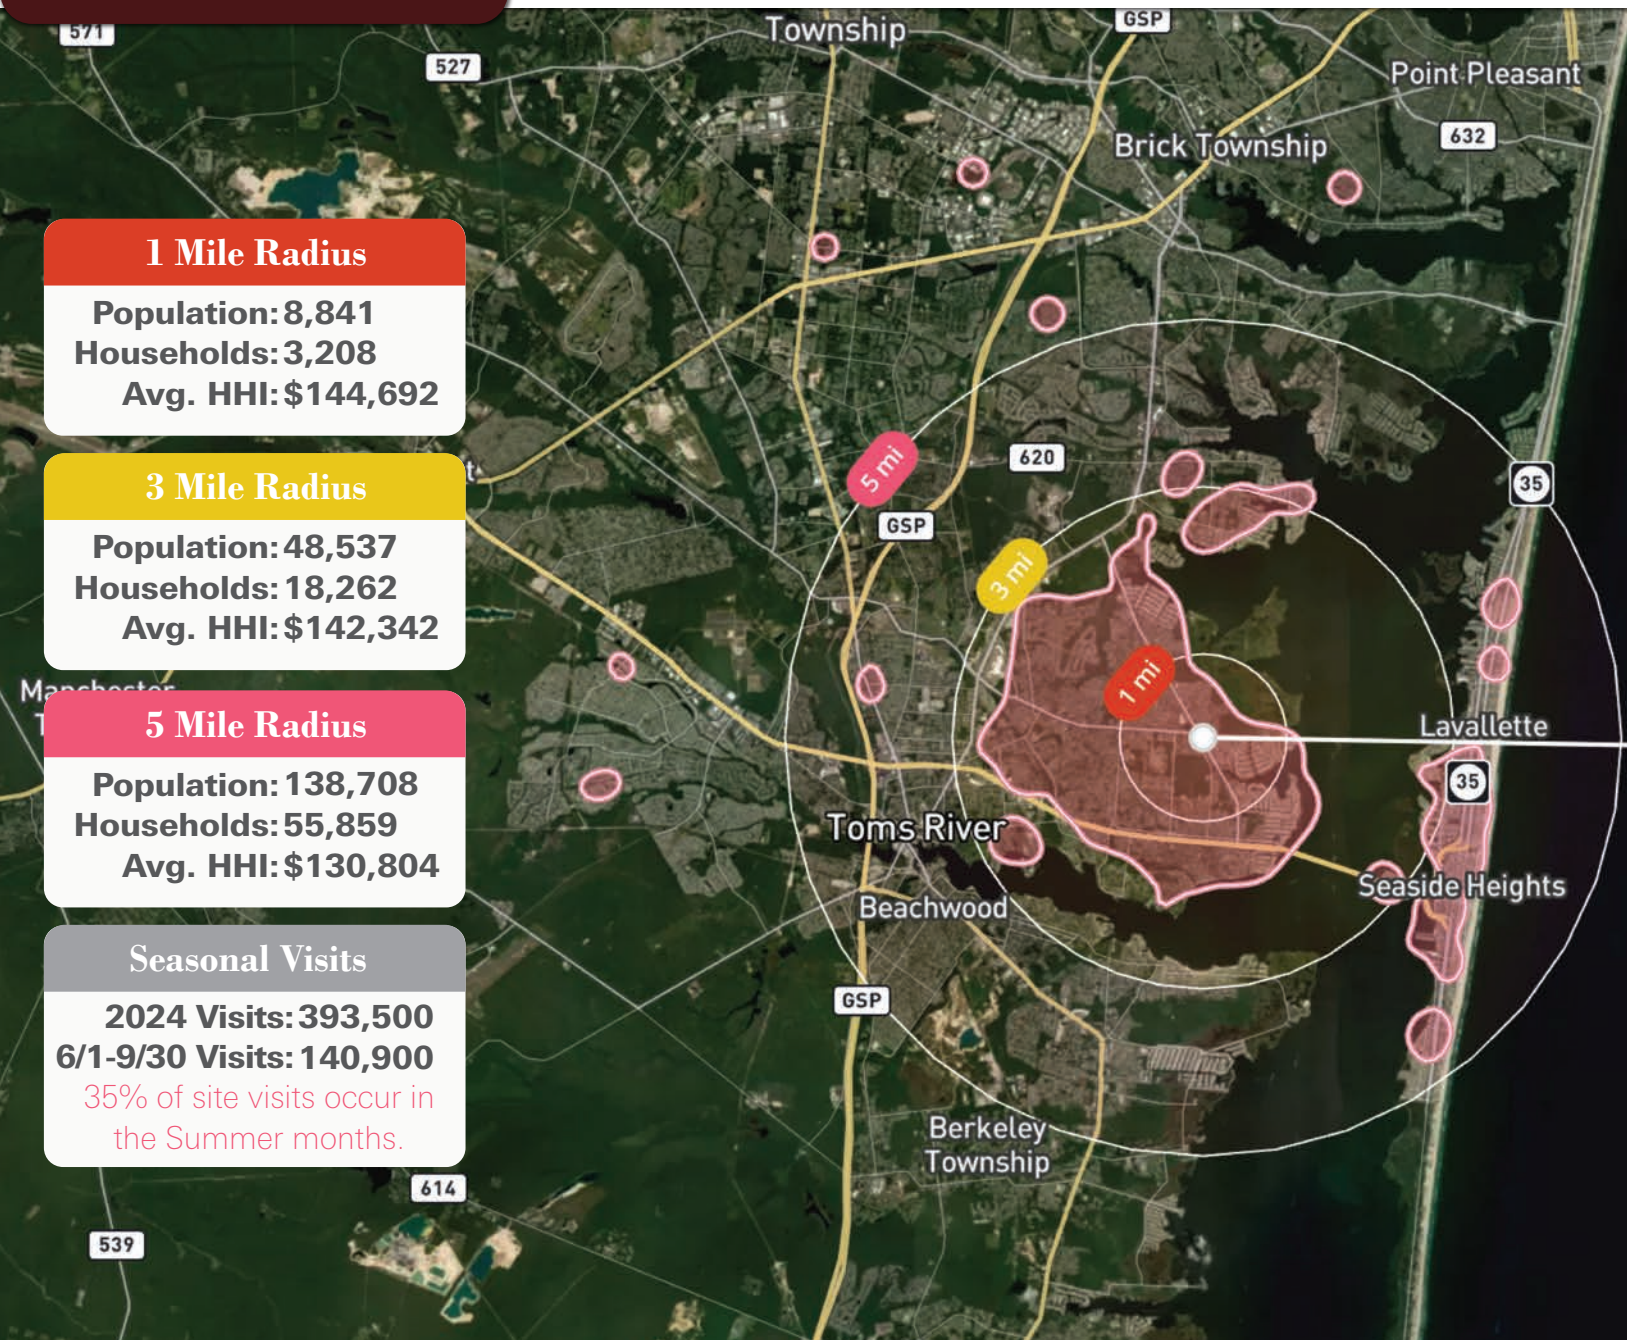 571
527
Township
GSP
Point Pleasant
632
Brick Township
1 Mile Radius
Population: 8,841
Households: 3,208
Avg. HHI: $144,692
3 Mile Radius
Population: 48,537
Households: 18,262
Avg. HHI: $142,342
5 Mile Radius
Population: 138,708
Households: 55,859
Avg. HHI: $130,804
Seasonal Visits
2024 Visits: 393,500
6/1-9/30 Visits: 140,900
35% of site visits occur in
the Summer months.
620
5 mi
35
GSP
3 mi
1 mi
Manchester
Lavallette
35
Toms River
Seaside Heights
Beachwood
GSP
Berkeley
Township
614
539